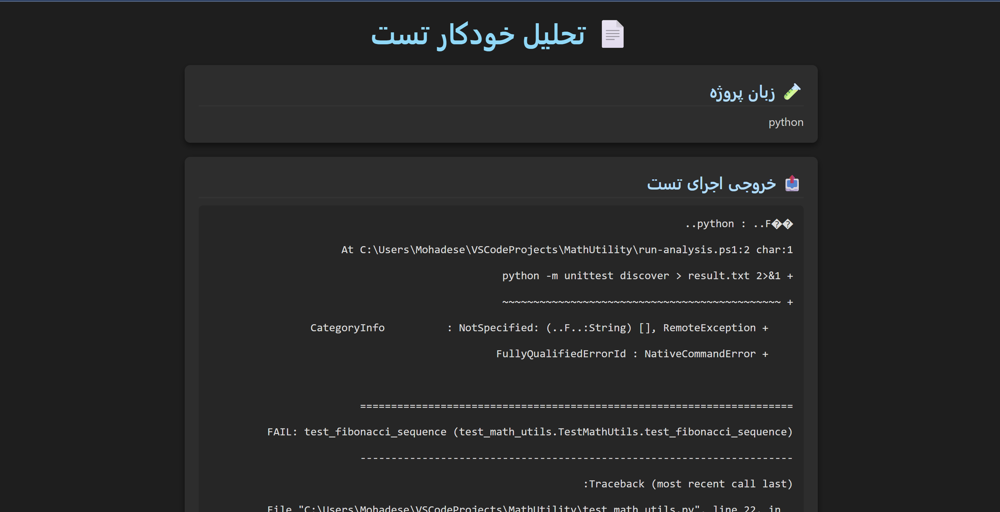 تحلیل خودکار تست
زبان پروژه
python
خروجی اجرای تست
��python : ..F..
At C:\Users\Mohadese\VSCodeProjects\MathUtility\run-analysis.ps1:2 char:1
+ python -m unittest discover > result.txt 2>&1
+ ~~~~~~~~~~~~~~~~~~~~~~~~~~~~~~~~~~~~~~~~~~~~~
+ CategoryInfo          : NotSpecified: (..F..:String) [], RemoteException
+ FullyQualifiedErrorId : NativeCommandError
======================================================================
FAIL: test_fibonacci_sequence (test_math_utils.TestMathUtils.test_fibonacci_sequence)
----------------------------------------------------------------------
Traceback (most recent call last):
File "C:\Users\Mohadese\VSCodeProjects\MathUtility\test_math_utils.py", line 22, in